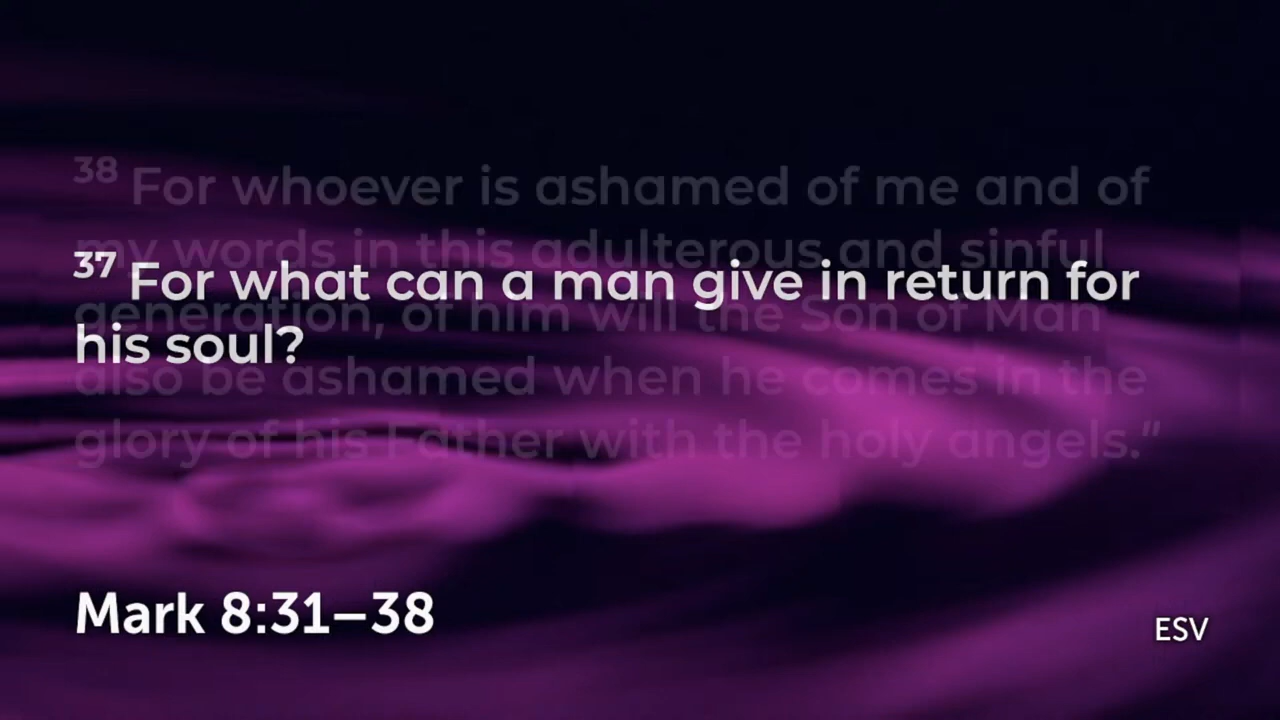 38 For whoever is ashamed of me and of
my words in this adulterous and sinful
37 For what can a man give in return for
generation, of him will the Son of Man
his soul?
also be ashamed when he comes in the
glory of his Father with the holy angels.”
Mark 8:31–38
ESV